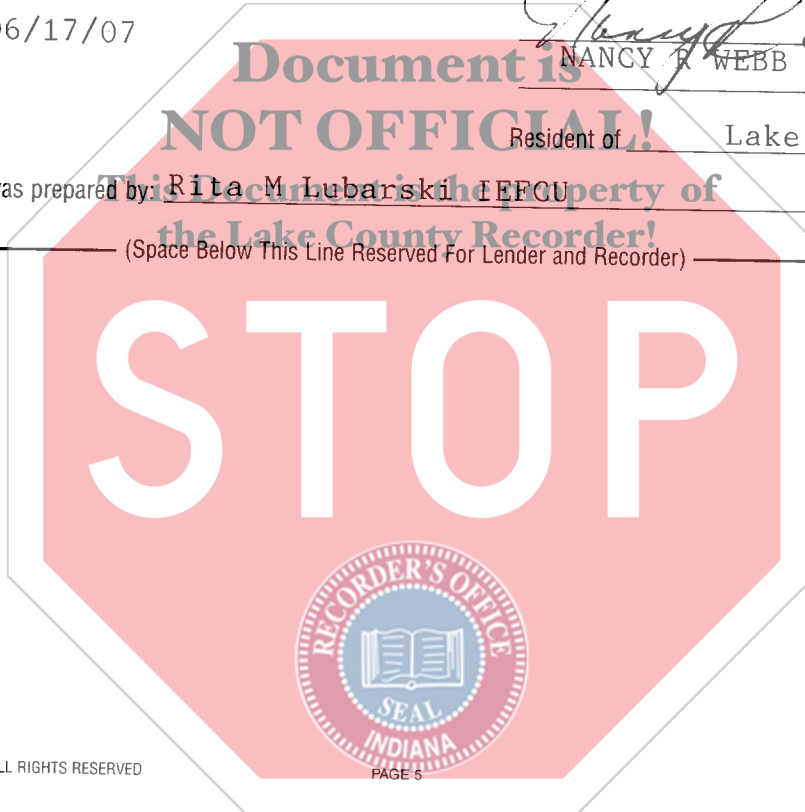 06/17/07
Nancy R
NANCY R WEBB
Document is
NOT OFFICIAL!
Resident of Lake
as prepared by: Rita M Lubarski IEFCU
This Document is the property of
the Lake County Recorder!
(Space Below This Line Reserved For Lender and Recorder)
STOP
RECORDER'S OFFICE
SEAL
INDIANA
LL RIGHTS RESERVED
PAGE 5